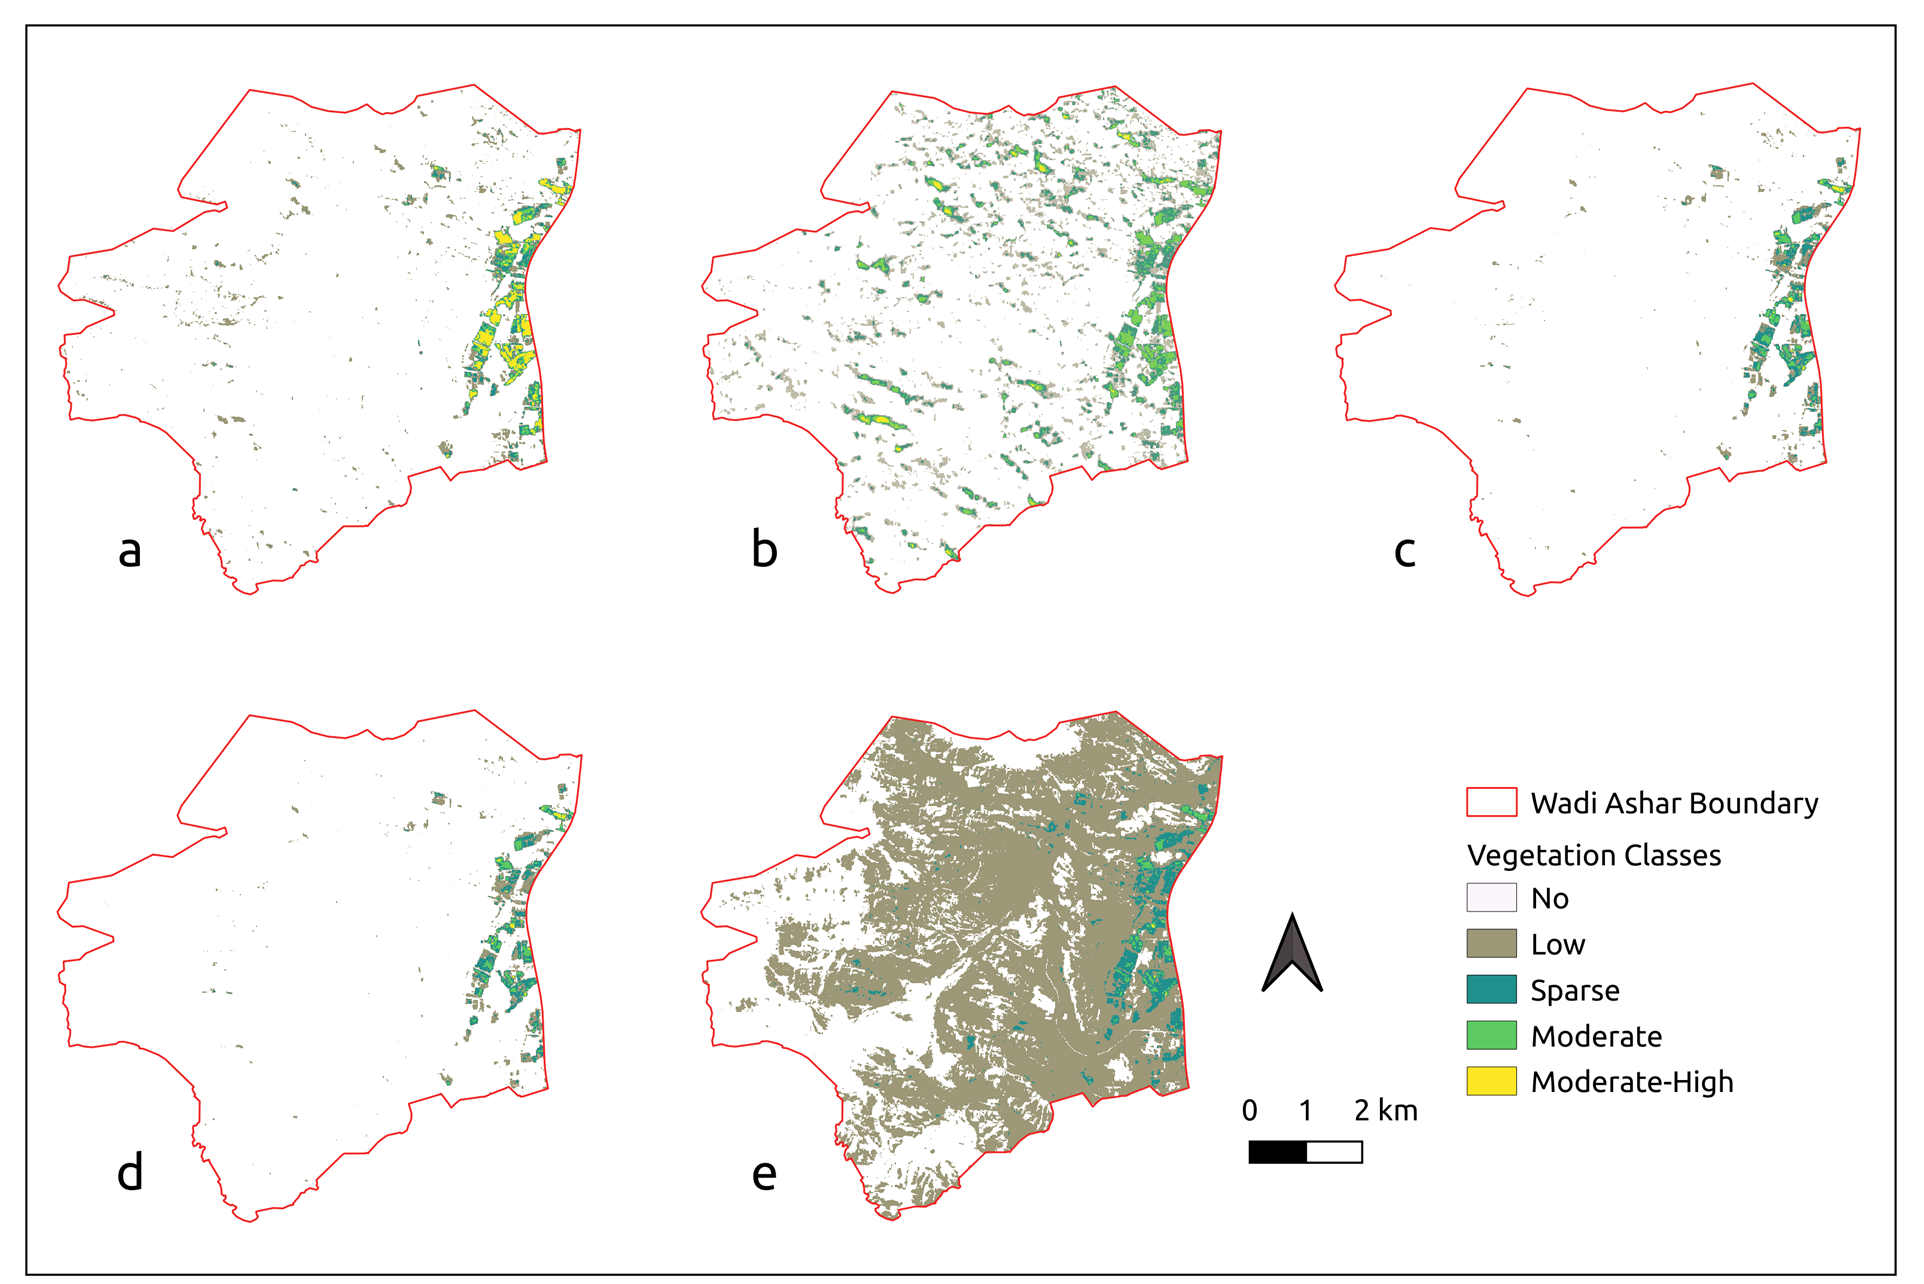 a
b
c
d
e
Wadi Ashar Boundary
Vegetation Classes
No
Low
Sparse
Moderate
Moderate-High
0 1 2 km